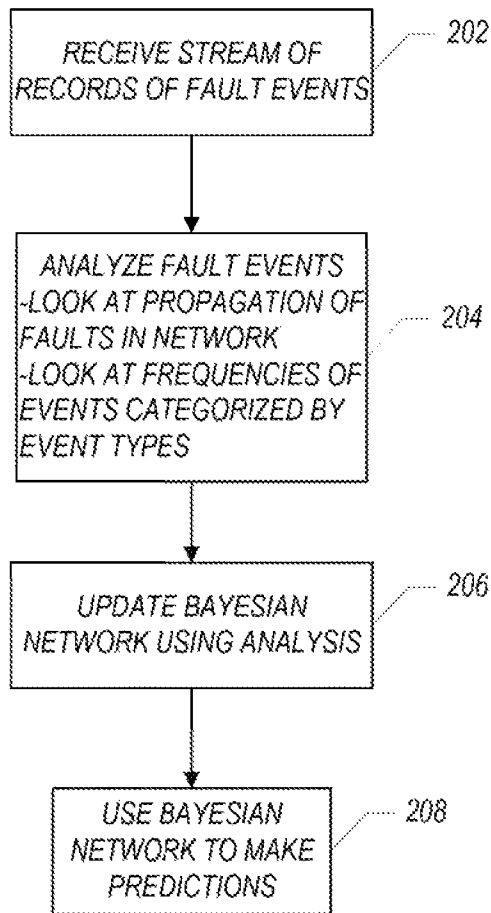 RECEIVE STREAM OF
RECORDS OF FAULT EVENTS
202
ANALYZE FAULT EVENTS
-LOOK AT PROPAGATION OF
FAULTS IN NETWORK
-LOOK AT FREQUENCIES OF
EVENTS CATEGORIZED BY
EVENT TYPES
204
UPDATE BAYESIAN
NETWORK USING ANALYSIS
206
USE BAYESIAN
NETWORK TO MAKE
PREDICTIONS
208